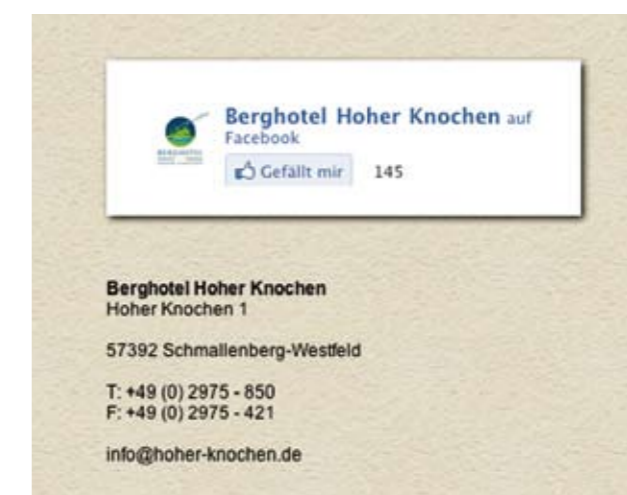 Berghotel Hoher Knochen auf
Facebook
Gefällt mir 145
Berghotel Hoher Knochen
Hoher Knochen 1
57392 Schmallenberg-Westfeld
T: +49 (0) 2975 - 850
F: +49 (0) 2975 - 421
info@hoher-knochen.de